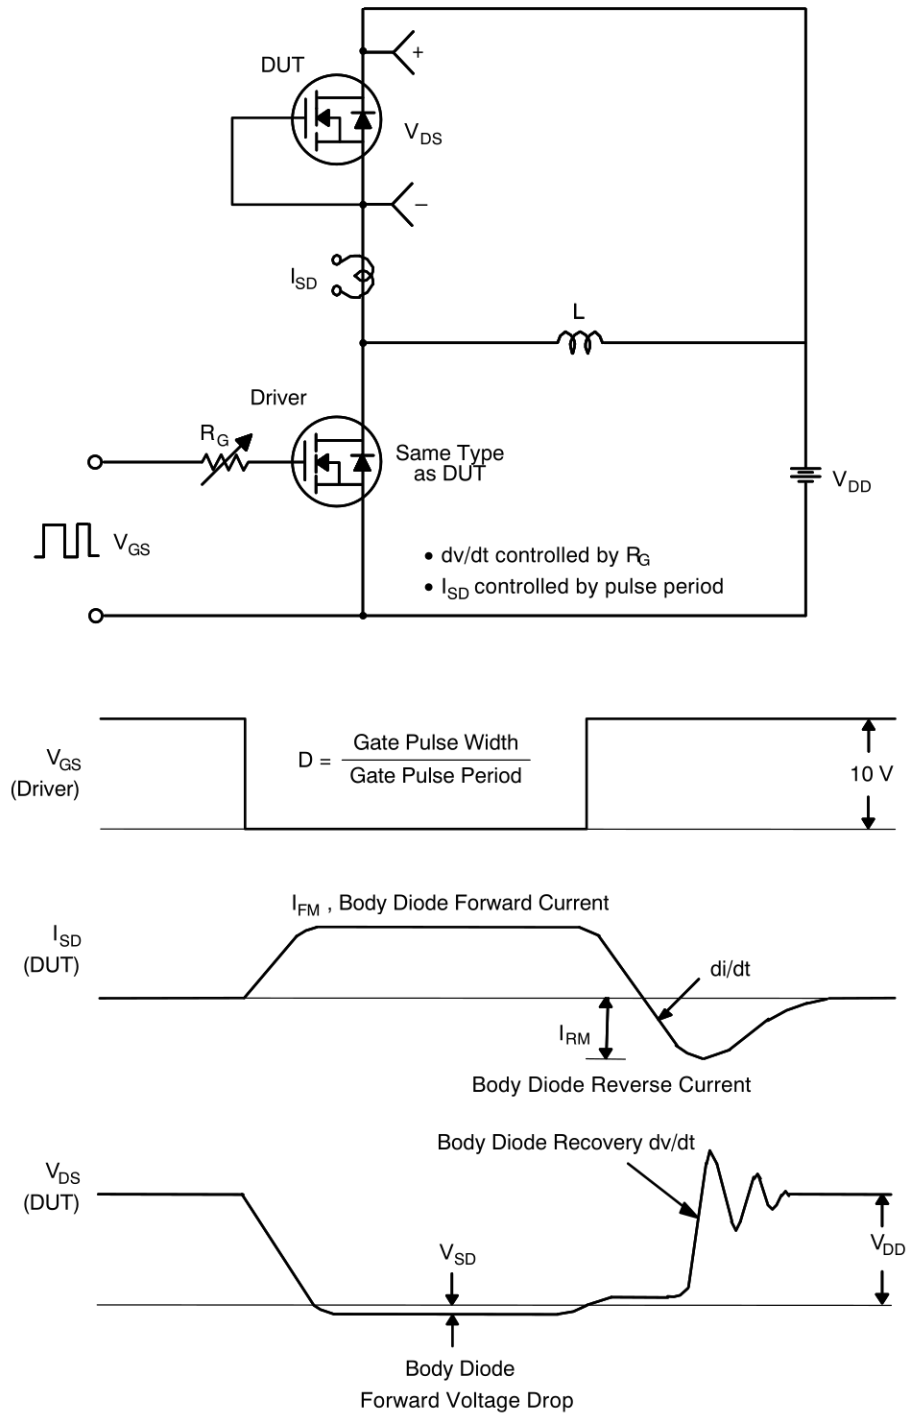 +
DUT
V_DS
−
I_SD
L
Driver
R_G
Same Type
as DUT
V_DD
V_GS
• dv/dt controlled by R_G
• I_SD controlled by pulse period
V_GS
(Driver)
D = Gate Pulse Width
Gate Pulse Period
10 V
I_FM , Body Diode Forward Current
I_SD
(DUT)
di/dt
I_RM
Body Diode Reverse Current
Body Diode Recovery dv/dt
V_DS
(DUT)
V_SD
V_DD
Body Diode
Forward Voltage Drop